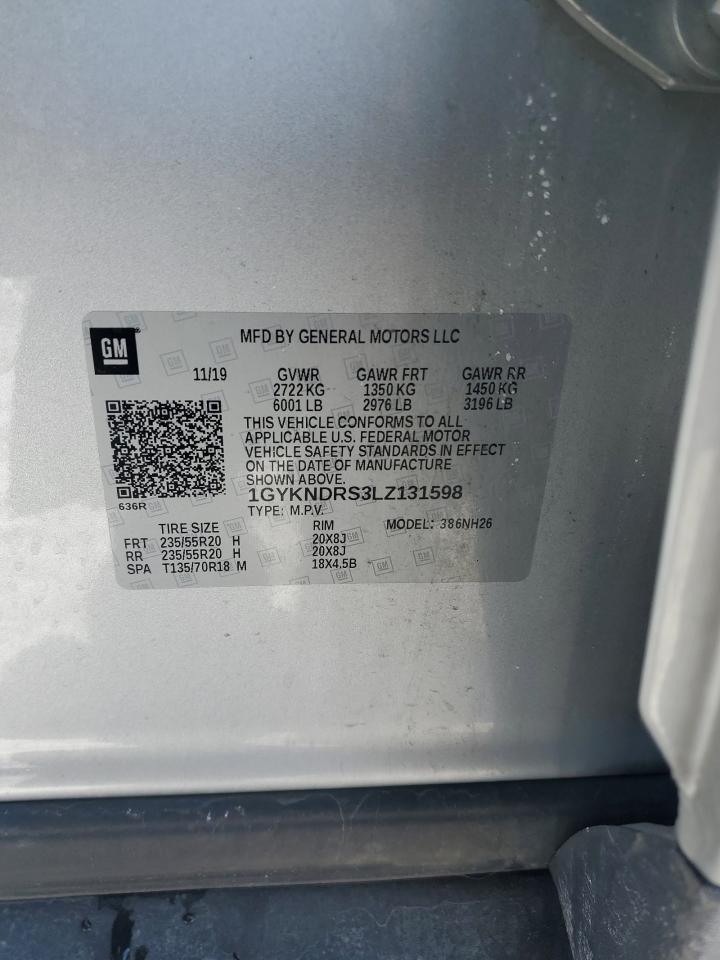 GM MFD BY GENERAL MOTORS LLC
11/19 GVWR GAWR FRT GAWR RR
2722 KG 1350 KG 1450 KG
6001 LB 2976 LB 3196 LB
THIS VEHICLE CONFORMS TO ALL
APPLICABLE U.S. FEDERAL MOTOR
VEHICLE SAFETY STANDARDS IN EFFECT
ON THE DATE OF MANUFACTURE
SHOWN ABOVE.
1GYKNDRS3LZ131598
636R TYPE: M.P.V.
TIRE SIZE RIM MODEL: 386NH26
FRT 235/55R20 H 20X8J
RR 235/55R20 H 20X8J
SPA T135/70R18 M 18X4.5B